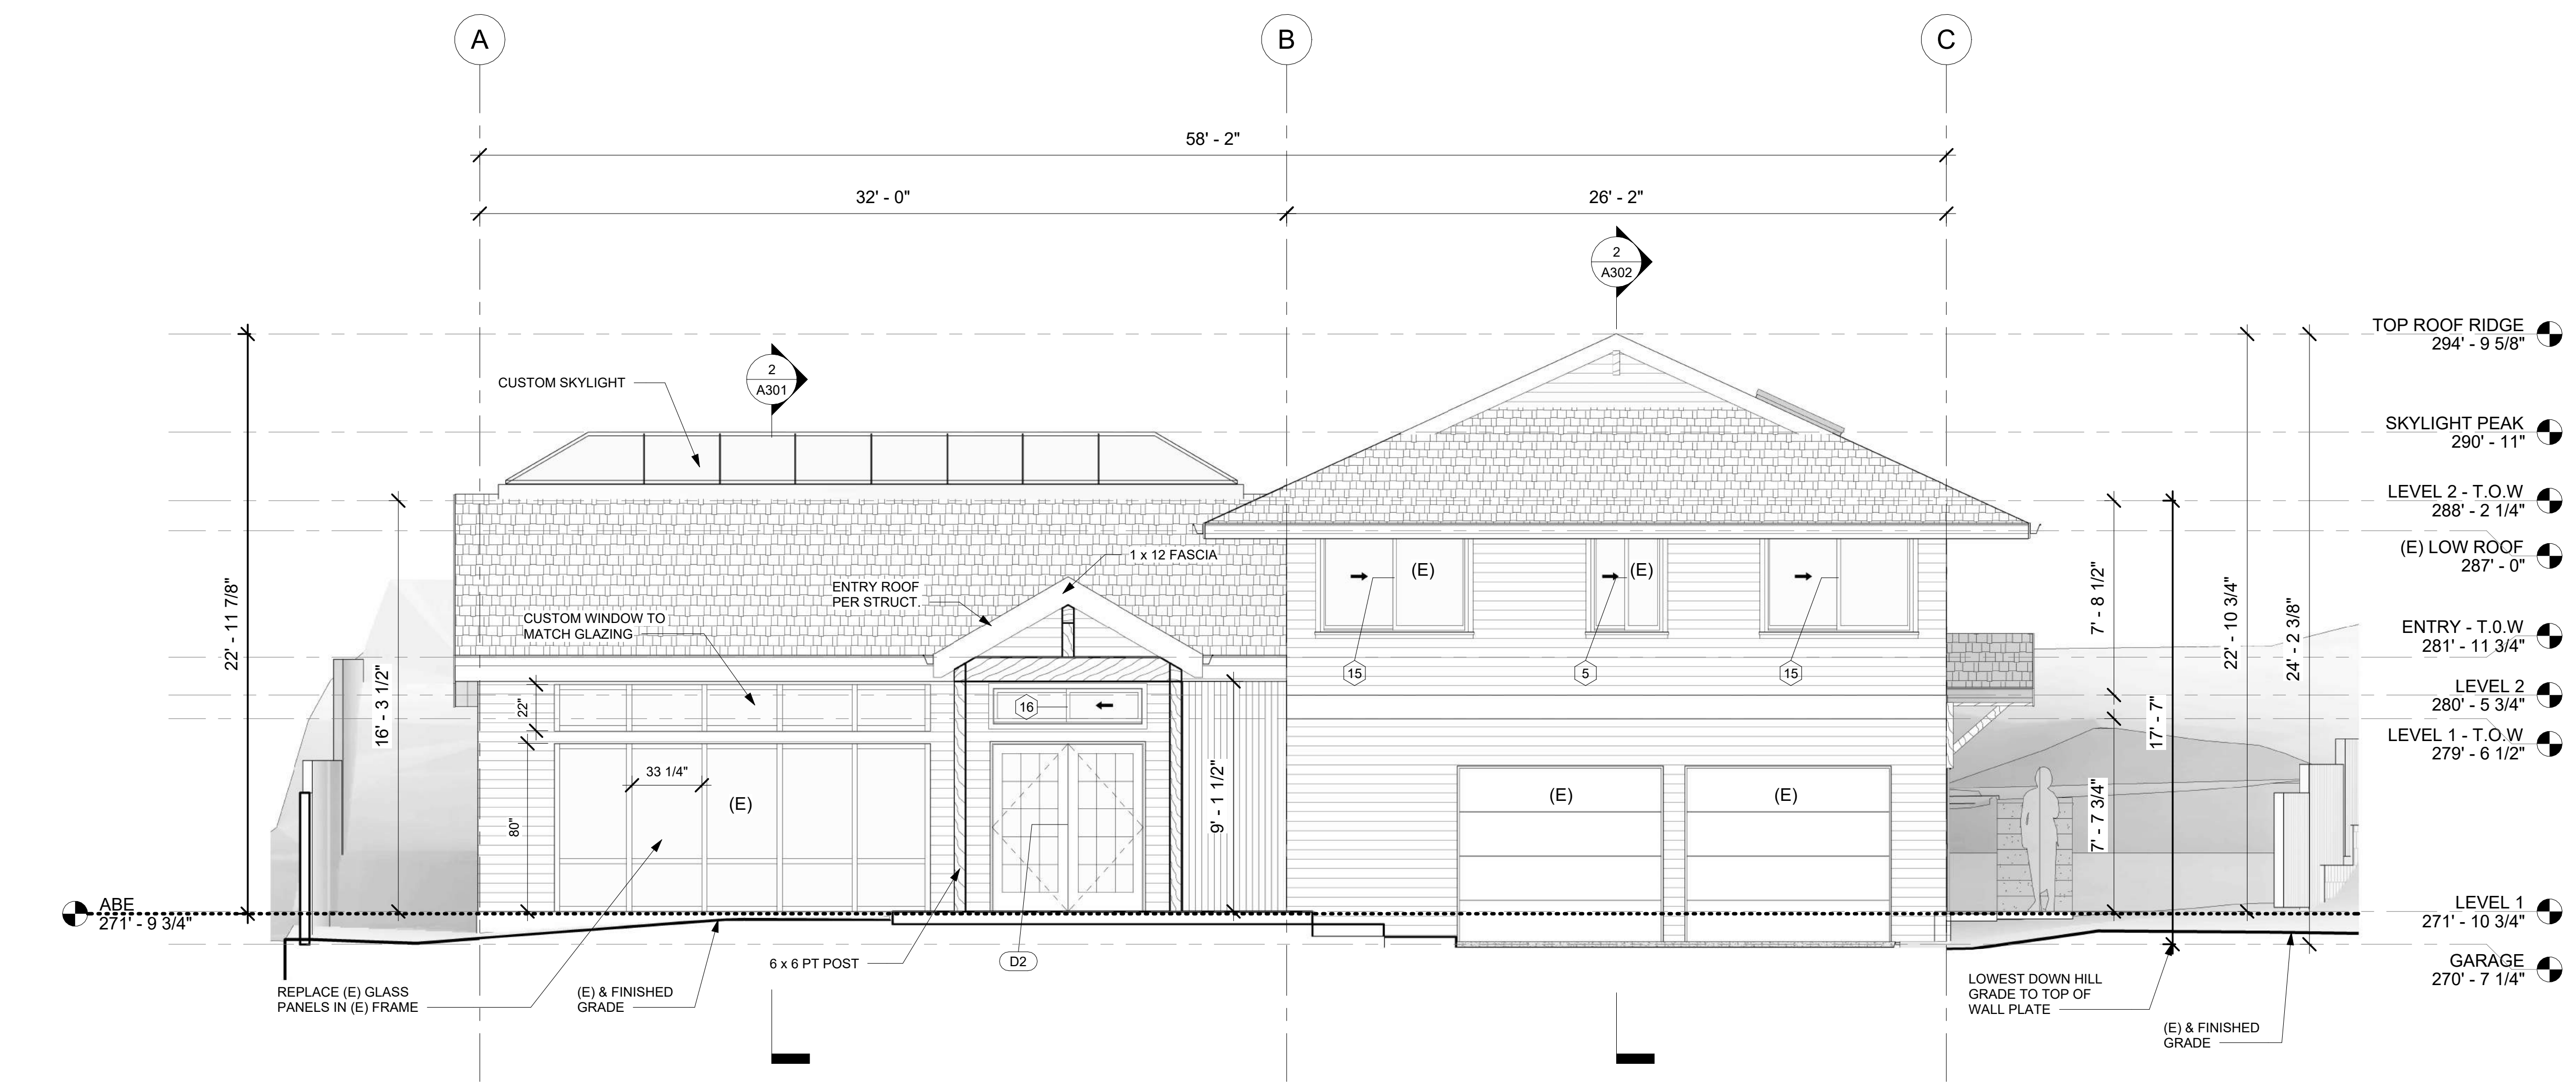 A
B
C
58' - 2"
32' - 0"
26' - 2"
2
A302
2
A301
CUSTOM SKYLIGHT
TOP ROOF RIDGE
294' - 9 5/8"
SKYLIGHT PEAK
290' - 11"
LEVEL 2 - T.O.W
288' - 2 1/4"
(E) LOW ROOF
287' - 0"
ENTRY - T.0.W
281' - 11 3/4"
LEVEL 2
280' - 5 3/4"
LEVEL 1 - T.O.W
279' - 6 1/2"
LEVEL 1
271' - 10 3/4"
GARAGE
270' - 7 1/4"
22' - 11 7/8"
16' - 3 1/2"
1 x 12 FASCIA
ENTRY ROOF
PER STRUCT.
CUSTOM WINDOW TO
MATCH GLAZING
(E)
(E)
15
5
15
22"
16
33 1/4"
80"
(E)
9' - 1 1/2"
(E)
(E)
7' - 8 1/2"
7' - 7 3/4"
17' - 7"
22' - 10 3/4"
24' - 2 3/8"
ABE
271' - 9 3/4"
6 x 6 PT POST
D2
REPLACE (E) GLASS
PANELS IN (E) FRAME
(E) & FINISHED
GRADE
LOWEST DOWN HILL
GRADE TO TOP OF
WALL PLATE
(E) & FINISHED
GRADE